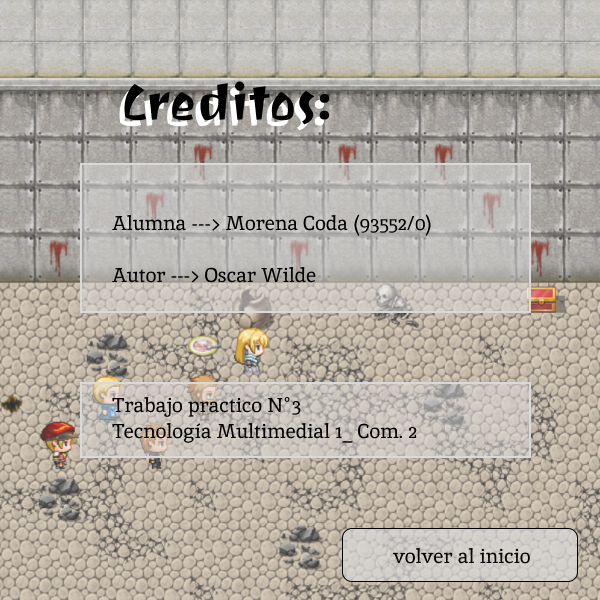 Creditos:
Alumna ---> Morena Coda (93552/0)
Autor ---> Oscar Wilde
Trabajo practico N°3
Tecnología Multimedial 1_ Com. 2
volver al inicio